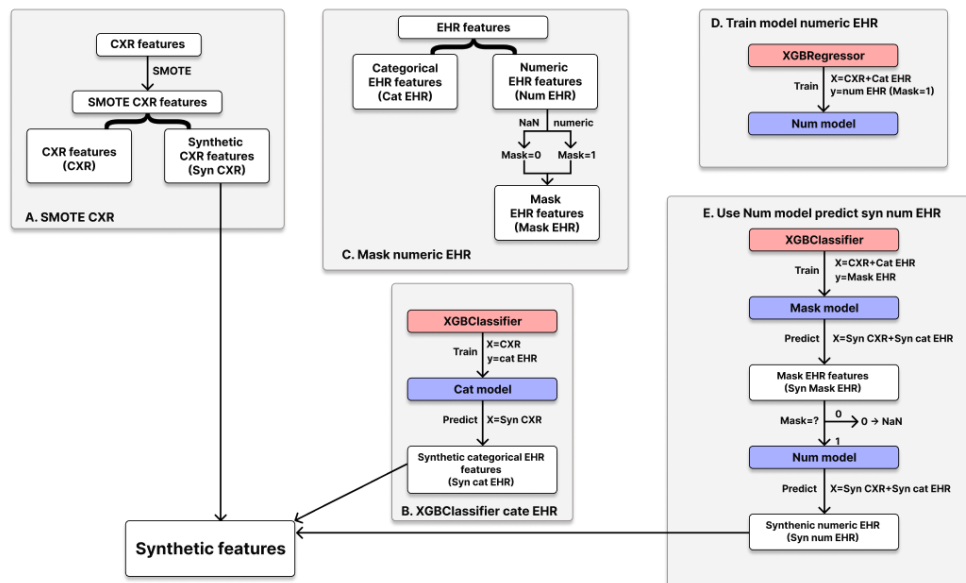 CXR features
SMOTE
SMOTE CXR features
CXR features
(CXR)
Synthetic
CXR features
(Syn CXR)
A. SMOTE CXR
EHR features
Categorical
EHR features
(Cat EHR)
Numeric
EHR features
(Num EHR)
NaN
numeric
Mask=0
Mask=1
Mask
EHR features
(Mask EHR)
C. Mask numeric EHR
D. Train model numeric EHR
XGBRegressor
Train
X=CXR+Cat EHR
y=num EHR (Mask=1)
Num model
XGBClassifier
Train
X=CXR
y=cat EHR
Cat model
Predict
X=Syn CXR
Synthetic categorical EHR
features
(Syn cat EHR)
B. XGBClassifier cate EHR
E. Use Num model predict syn num EHR
XGBClassifier
Train
X=CXR+Cat EHR
y=Mask EHR
Mask model
Predict
X=Syn CXR+Syn cat EHR
Mask EHR features
(Syn Mask EHR)
Mask=?
0
0 → NaN
1
Num model
Predict
X=Syn CXR+Syn cat EHR
Synthenic numeric EHR
(Syn num EHR)
Synthetic features